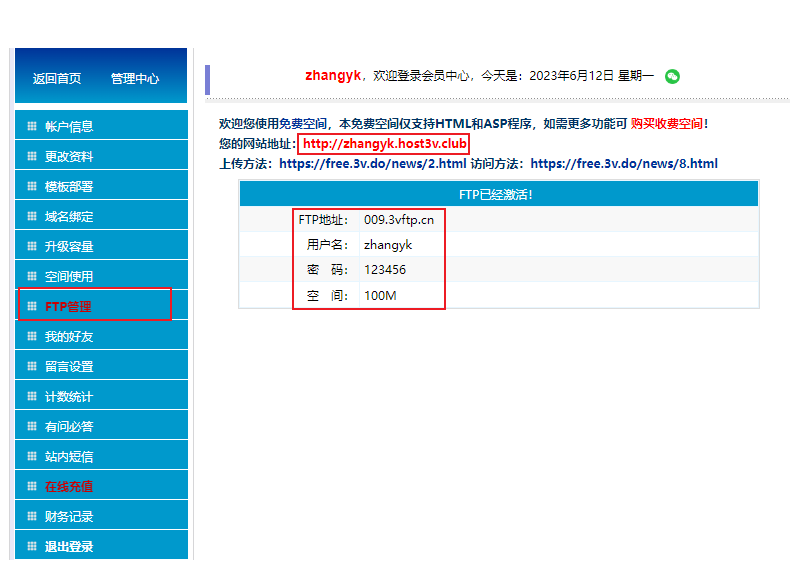 返回首页 管理中心
帐户信息
更改资料
模板部署
域名绑定
升级容量
空间使用
FTP管理
我的好友
留言设置
计数统计
有问必答
站内短信
在线充值
财务记录
退出登录
zhangyk，欢迎登录会员中心，今天是：2023年6月12日 星期一
欢迎您使用免费空间，本免费空间仅支持HTML和ASP程序，如需更多功能可 购买收费空间！
您的网站地址：http://zhangyk.host3v.club
上传方法：https://free.3v.do/news/2.html 访问方法：https://free.3v.do/news/8.html
FTP已经激活！
FTP地址： 009.3vftp.cn
用户名： zhangyk
密 码： 123456
空 间： 100M